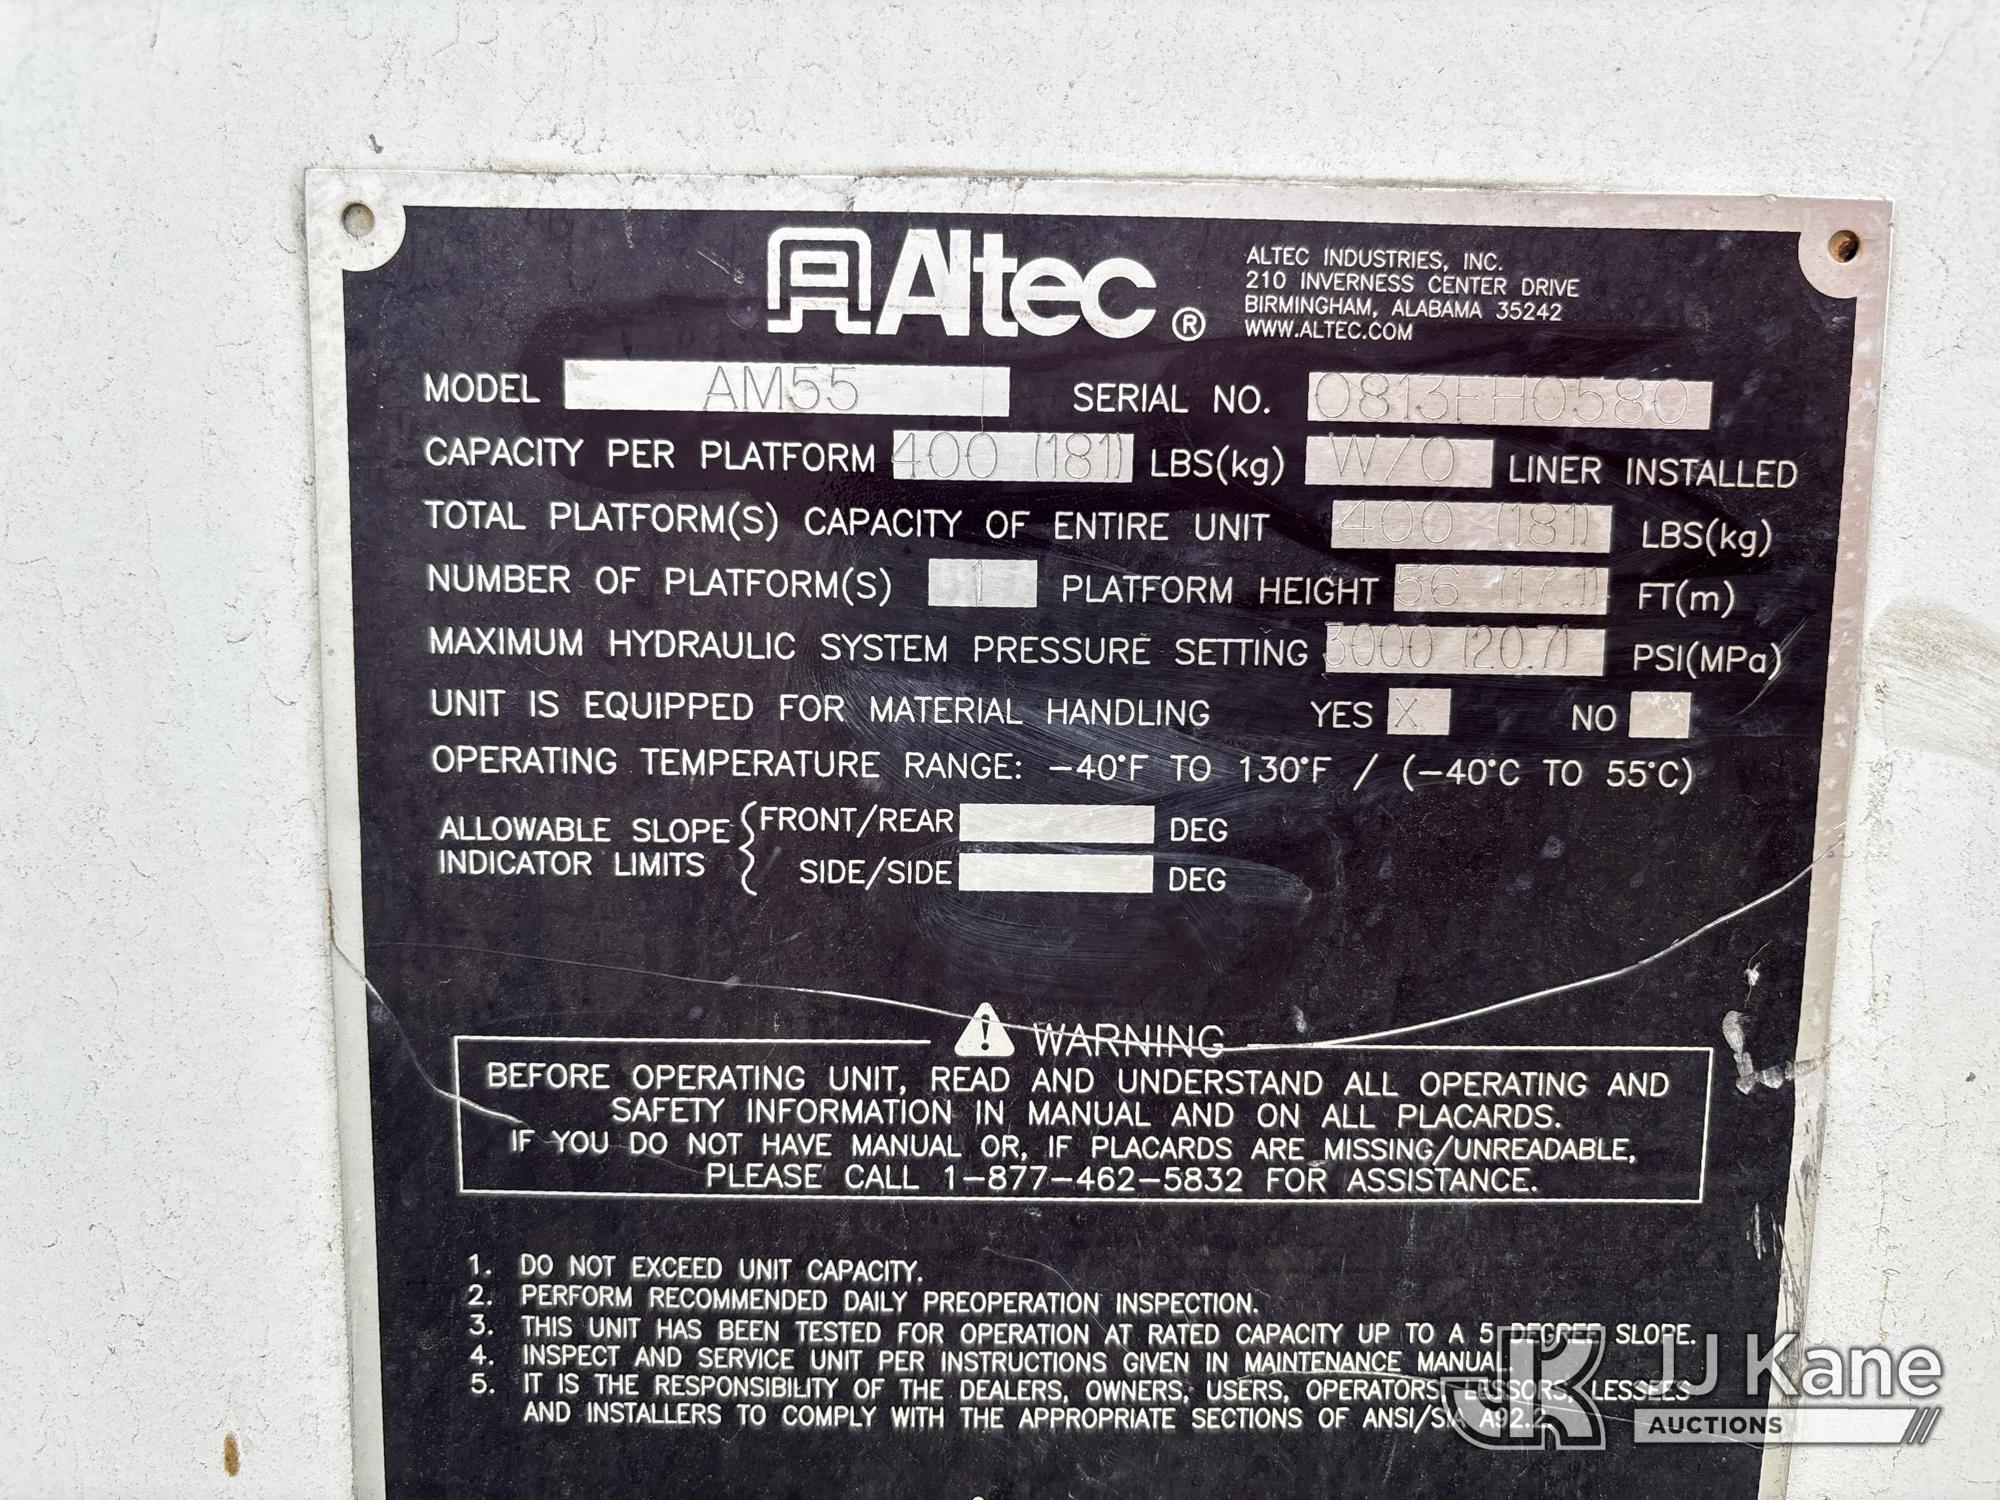 Altec®
ALTEC INDUSTRIES, INC.
210 INVERNESS CENTER DRIVE
BIRMINGHAM, ALABAMA 35242
WWW.ALTEC.COM
MODEL AM55 SERIAL NO. 0813FH0580
CAPACITY PER PLATFORM 400 (181) LBS(kg) W/O LINER INSTALLED
TOTAL PLATFORM(S) CAPACITY OF ENTIRE UNIT 400 (181) LBS(kg)
NUMBER OF PLATFORM(S) 1 PLATFORM HEIGHT 56 (17.1) FT(m)
MAXIMUM HYDRAULIC SYSTEM PRESSURE SETTING 3000 (20.7) PSI(MPa)
UNIT IS EQUIPPED FOR MATERIAL HANDLING YES X NO
OPERATING TEMPERATURE RANGE: -40°F TO 130°F / (-40°C TO 55°C)
ALLOWABLE SLOPE INDICATOR LIMITS
FRONT/REAR DEG
SIDE/SIDE DEG
WARNING
BEFORE OPERATING UNIT, READ AND UNDERSTAND ALL OPERATING AND
SAFETY INFORMATION IN MANUAL AND ON ALL PLACARDS.
IF YOU DO NOT HAVE MANUAL OR, IF PLACARDS ARE MISSING/UNREADABLE,
PLEASE CALL 1-877-462-5832 FOR ASSISTANCE.
1. DO NOT EXCEED UNIT CAPACITY.
2. PERFORM RECOMMENDED DAILY PREOPERATION INSPECTION.
3. THIS UNIT HAS BEEN TESTED FOR OPERATION AT RATED CAPACITY UP TO A 5 DEGREE SLOPE.
4. INSPECT AND SERVICE UNIT PER INSTRUCTIONS GIVEN IN MAINTENANCE MANUAL.
5. IT IS THE RESPONSIBILITY OF THE DEALERS, OWNERS, USERS, OPERATORS, LESSORS, LESSEES
AND INSTALLERS TO COMPLY WITH THE APPROPRIATE SECTIONS OF ANSI/SIA A92.2.
JJ Kane
AUCTIONS